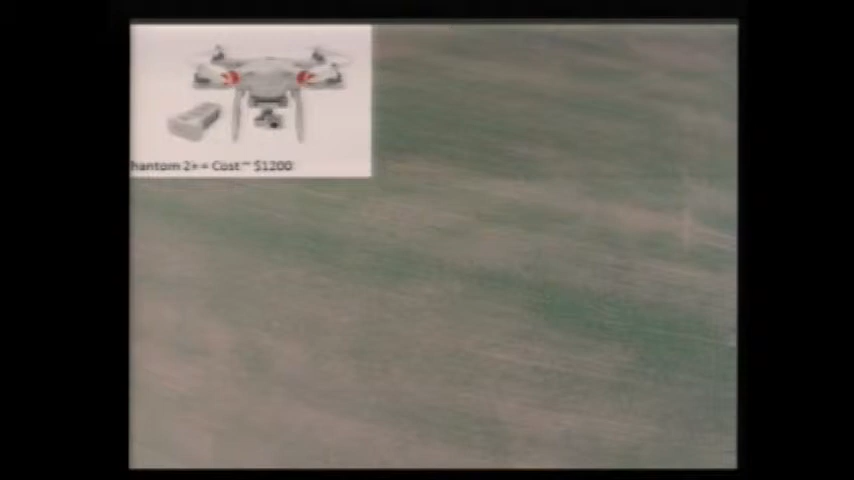 hantom 2+ = Cost ~ $1200